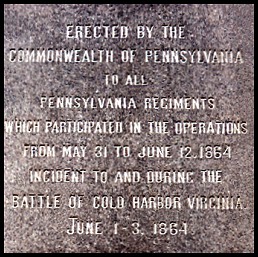 ERECTED BY THE
COMMONWEALTH OF PENNSYLVANIA
TO ALL
PENNSYLVANIA REGIMENTS
WHICH PARTICIPATED IN THE OPERATIONS
FROM MAY 31 TO JUNE 12, 1864
INCIDENT TO AND DURING THE
BATTLE OF COLD HARBOR VIRGINIA.
JUNE 1-3, 1864